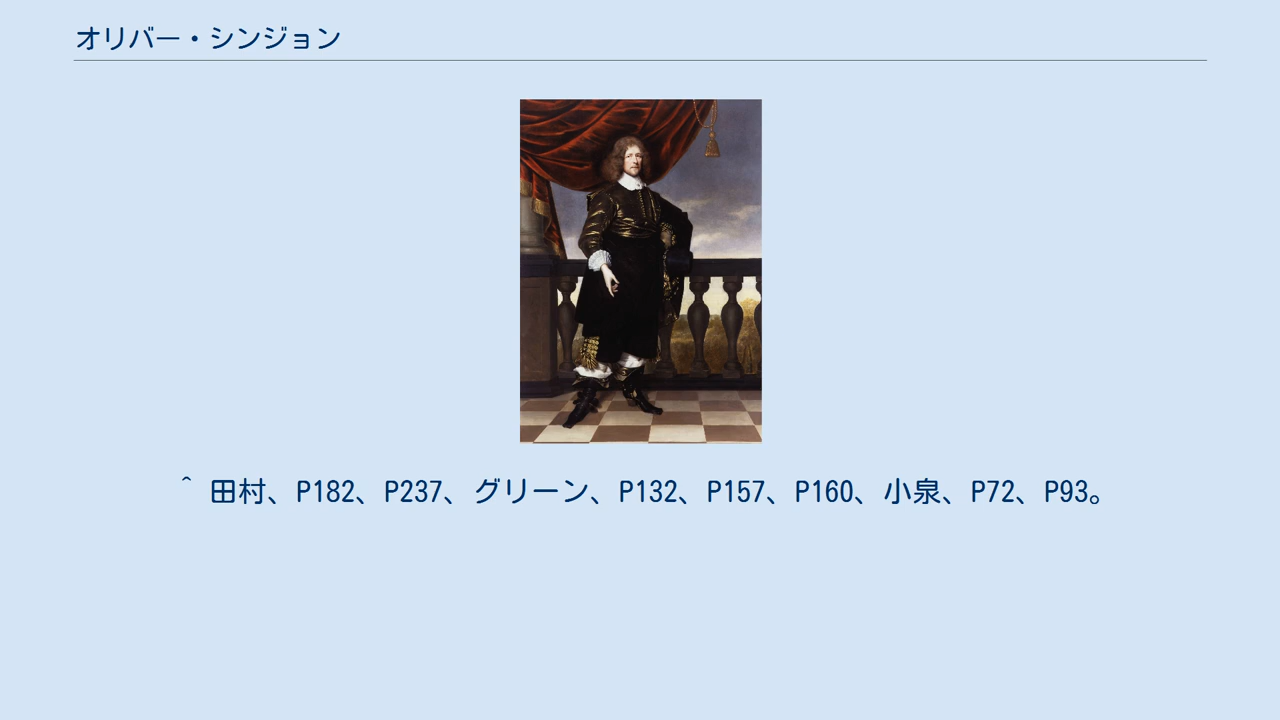 オリバー・シンジョン
^ 田村、P182、P237、グリーン、P132、P157、P160、小泉、P72、P93。